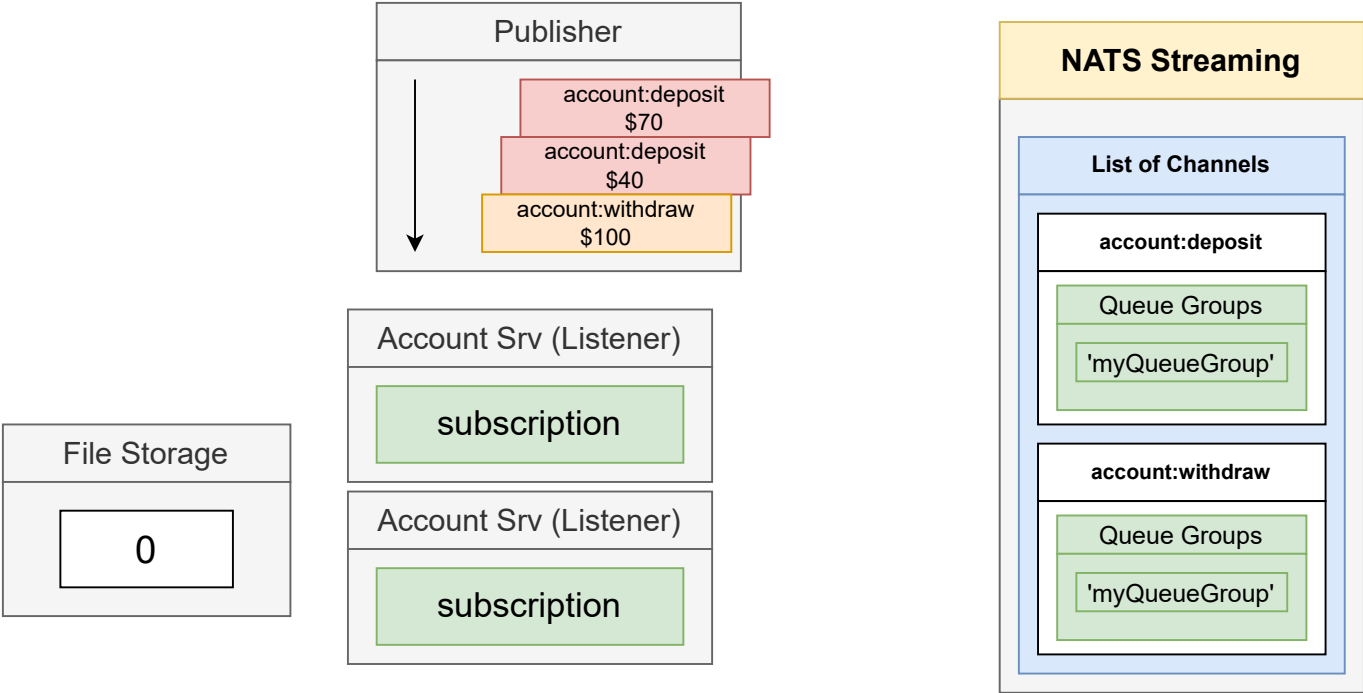 Publisher
account:deposit
$70
account:deposit
$40
account:withdraw
$100
Account Srv (Listener)
subscription
Account Srv (Listener)
subscription
File Storage
0
NATS Streaming
List of Channels
account:deposit
Queue Groups
'myQueueGroup'
account:withdraw
Queue Groups
'myQueueGroup'